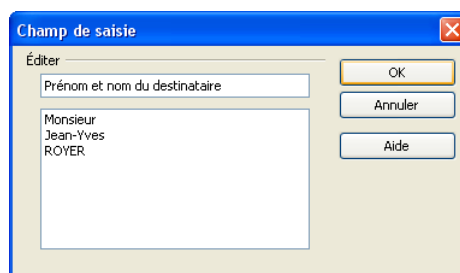 Champ de saisie
Éditer
Prénom et nom du destinataire
Monsieur
Jean-Yves
ROYER
OK
Annuler
Aide